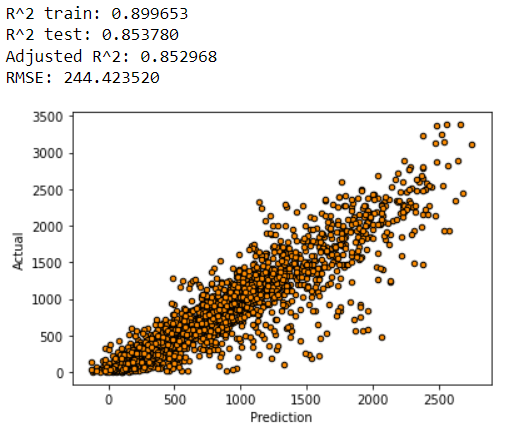 R^2 train: 0.899653
R^2 test: 0.853780
Adjusted R^2: 0.852968
RMSE: 244.423520
3500
3000
2500
2000
1500
1000
500
0
Actual
0 500 1000 1500 2000 2500
Prediction